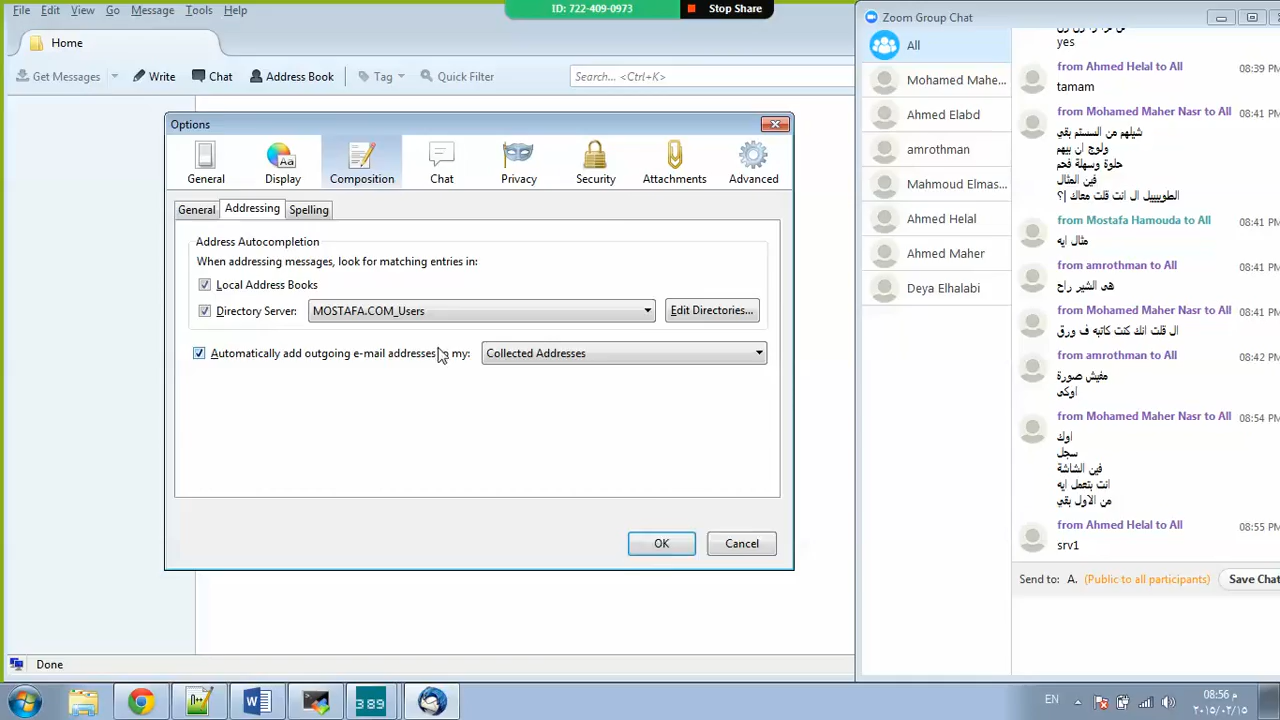 File Edit View Go Message Tools Help
ID: 722-409-0973 Stop Share
Home
Get Messages Write Chat Address Book Tag Quick Filter Search... <Ctrl+K>
Options
General Display Composition Chat Privacy Security Attachments Advanced
General Addressing Spelling
Address Autocompletion
When addressing messages, look for matching entries in:
Local Address Books
Directory Server: MOSTAFA.COM_Users Edit Directories...
Automatically add outgoing e-mail addresses my: Collected Addresses
OK Cancel
Done
Zoom Group Chat
All
Mohamed Mahe...
Ahmed Elabd
amrothman
Mahmoud Elmas...
Ahmed Helal
Ahmed Maher
Deya Elhalabi
yes
from Ahmed Helal to All 08:39 PM
tamam
from Mohamed Maher Nasr to All 08:41 PM
شيلهم من السستم بقي
ولوج ان بيهم
حلوة وسهلة فحم
فين المثال
الطويييل ال انت قلت معاك إ؟
from Mostafa Hamouda to All 08:41 PM
مثال ايه
from amrothman to All 08:41 PM
هى الشير راح
from Mohamed Maher Nasr to All 08:41 PM
ال قلت انك كنت كاتبه ف ورق
from amrothman to All 08:42 PM
مفيش صورة
اوكى
from Mohamed Maher Nasr to All 08:54 PM
اوك
سجل
فين الشاشة
انت بتعمل ايه
من الاول بقي
from Ahmed Helal to All 08:55 PM
srv1
Send to: A. (Public to all participants) Save Chat
389
EN
08:56 م
٢٠١٥/٠٢/١٥